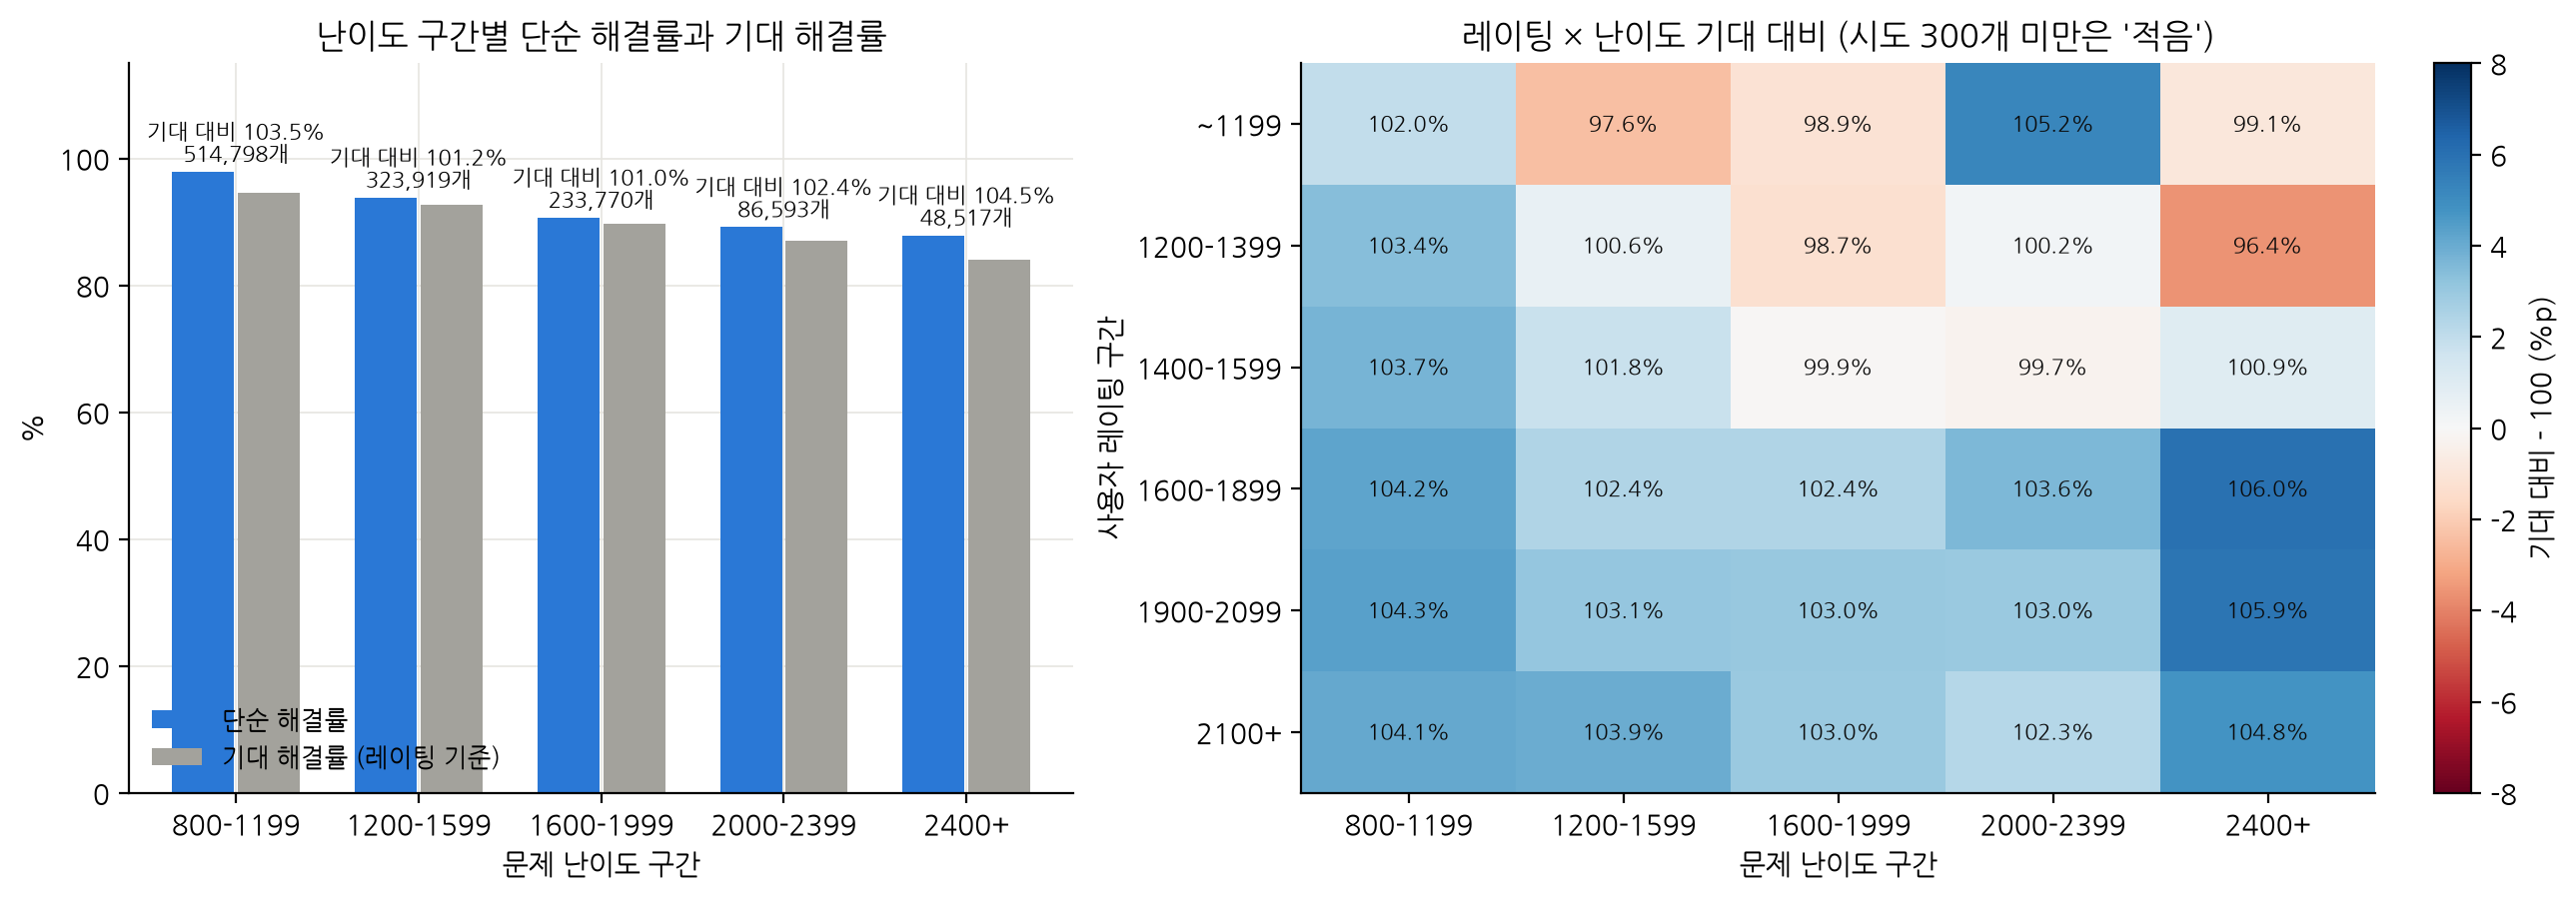 난이도 구간별 단순 해결률과 기대 해결률
기대 대비 103.5%
514,798개
기대 대비 101.2%
323,919개
기대 대비 101.0%
233,770개
기대 대비 102.4%
86,593개
기대 대비 104.5%
48,517개
%
100
80
60
40
20
0
단순 해결률
기대 해결률 (레이팅 기준)
800-1199 1200-1599 1600-1999 2000-2399 2400+
문제 난이도 구간
레이팅 × 난이도 기대 대비 (시도 300개 미만은 '적음')
사용자 레이팅 구간
~1199 102.0% 97.6% 98.9% 105.2% 99.1%
1200-1399 103.4% 100.6% 98.7% 100.2% 96.4%
1400-1599 103.7% 101.8% 99.9% 99.7% 100.9%
1600-1899 104.2% 102.4% 102.4% 103.6% 106.0%
1900-2099 104.3% 103.1% 103.0% 103.0% 105.9%
2100+ 104.1% 103.9% 103.0% 102.3% 104.8%
800-1199 1200-1599 1600-1999 2000-2399 2400+
문제 난이도 구간
8
6
4
2
0
-2
-4
-6
-8
기대 대비 - 100 (%p)